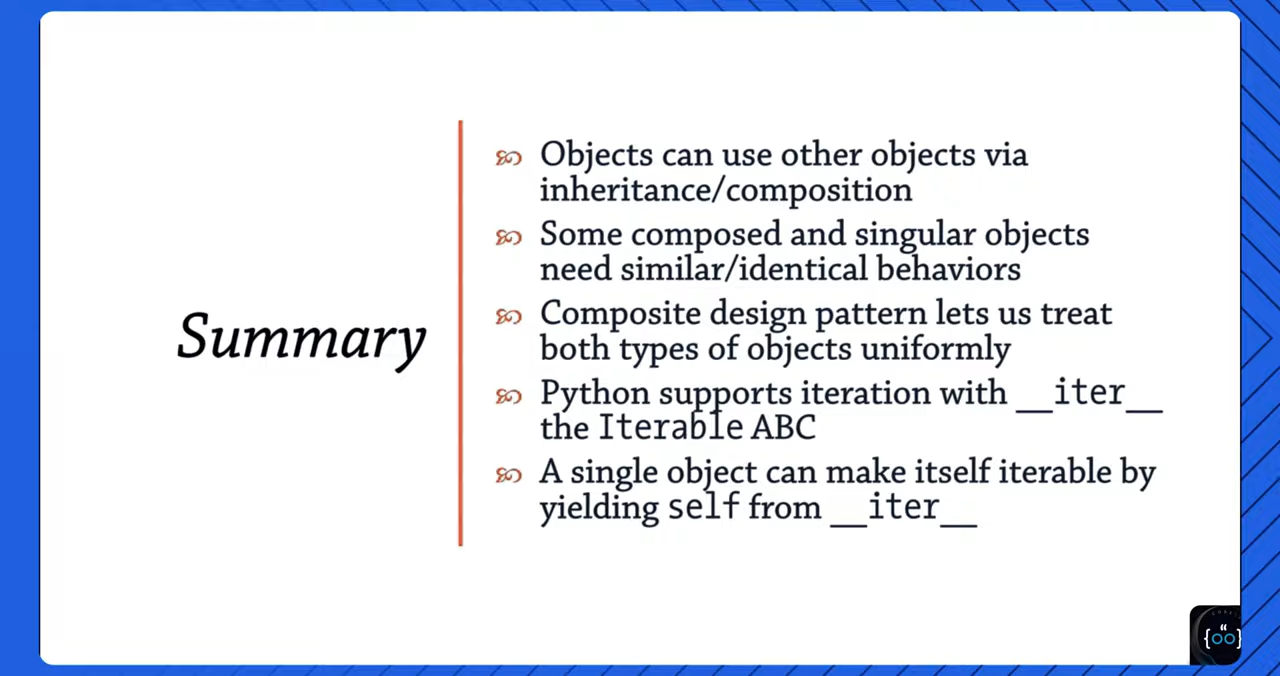 Summary
Objects can use other objects via
inheritance/composition
Some composed and singular objects
need similar/identical behaviors
Composite design pattern lets us treat
both types of objects uniformly
Python supports iteration with __iter__
the Iterable ABC
A single object can make itself iterable by
yielding self from __iter__